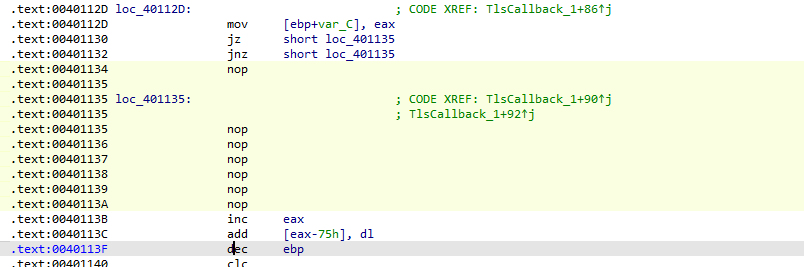 .text:0040112D loc_40112D: ; CODE XREF: TlsCallback_1+86↑j
.text:0040112D mov [ebp+var_C], eax
.text:00401130 jz short loc_401135
.text:00401132 jnz short loc_401135
.text:00401134 nop
.text:00401135
.text:00401135 loc_401135: ; CODE XREF: TlsCallback_1+90↑j
.text:00401135 ; TlsCallback_1+92↑j
.text:00401135 nop
.text:00401136 nop
.text:00401137 nop
.text:00401138 nop
.text:00401139 nop
.text:0040113A nop
.text:0040113B inc eax
.text:0040113C add [eax-75h], dl
.text:0040113F dec ebp
.text:00401140 clc